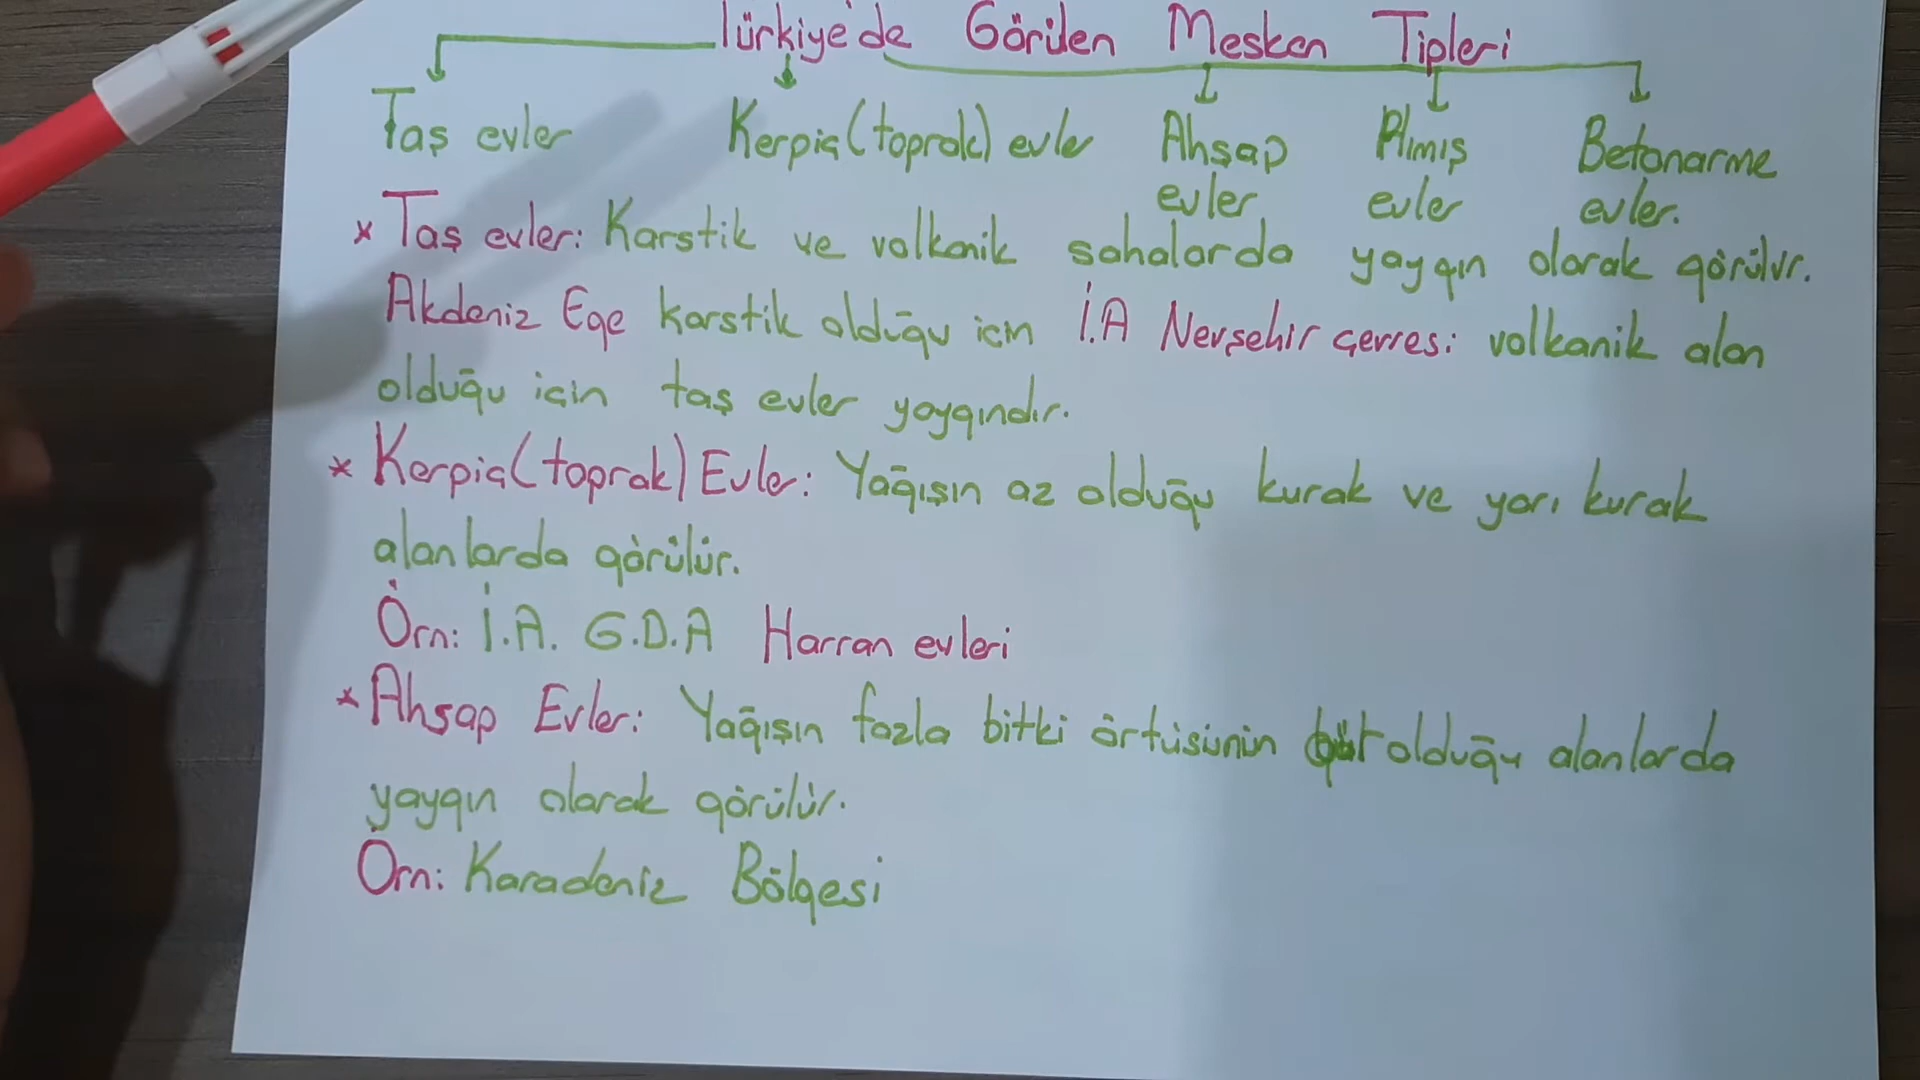 Türkiye'de Görülen Mesken Tipleri
Taş evler Kerpiç (toprak) evler Ahşap evler Betonarme evler.
evler
* Taş evler: Karstik ve volkanik sahalarda yaygın olarak görülür.
Akdeniz Ege karstik olduğu için İ.A Nevşehir çevresi: volkanik alan
olduğu için taş evler yaygındır.
* Kerpiç (toprak) Evler: Yağışın az olduğu kurak ve yarı kurak
alanlarda görülür.
Örn: İ.A. G.D.A Harran evleri
* Ahşap Evler: Yağışın fazla bitki örtüsünün olduğu alanlarda
yaygın olarak görülür.
Örn: Karadeniz Bölgesi